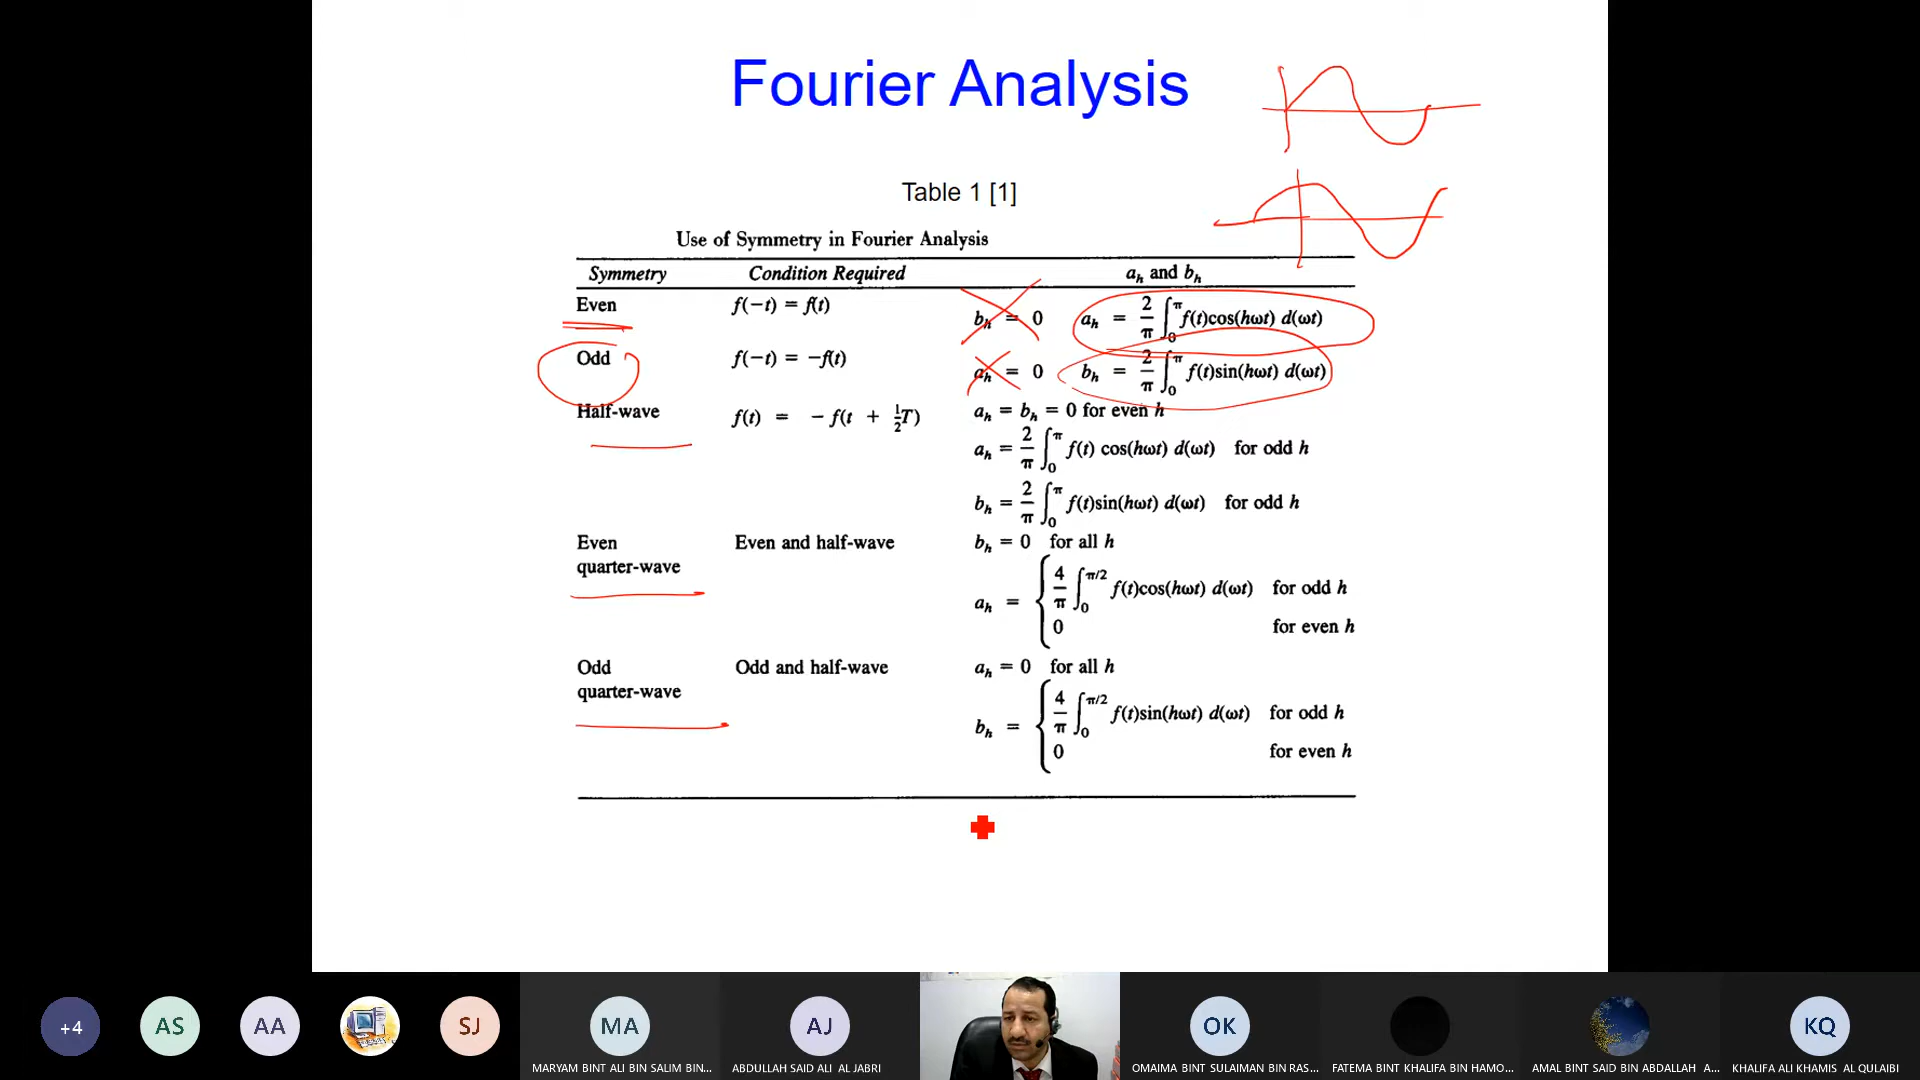 Fourier Analysis
Table 1 [1]
Use of Symmetry in Fourier Analysis
Symmetry Condition Required aₕ and bₕ
Even f(−t) = f(t) bₕ = 0 aₕ = 2/π ∫₀^π f(t)cos(hωt) d(ωt)
Odd f(−t) = −f(t) aₕ = 0 bₕ = 2/π ∫₀^π f(t)sin(hωt) d(ωt)
Half-wave f(t) = − f(t + ½T) aₕ = bₕ = 0 for even h
aₕ = 2/π ∫₀^π f(t) cos(hωt) d(ωt) for odd h
bₕ = 2/π ∫₀^π f(t)sin(hωt) d(ωt) for odd h
Even Even and half-wave bₕ = 0 for all h
quarter-wave
aₕ = { 4/π ∫₀^π/2 f(t)cos(hωt) d(ωt) for odd h
0 for even h
Odd Odd and half-wave aₕ = 0 for all h
quarter-wave
bₕ = { 4/π ∫₀^π/2 f(t)sin(hωt) d(ωt) for odd h
0 for even h
+4 AS AA SJ MA AJ OK KQ
MARYAM BINT ALI BIN SALIM BIN... ABDULLAH SAID ALI AL JABRI OMAIMA BINT SULAIMAN BIN RAS... FATEMA BINT KHALIFA BIN HAMO... AMAL BINT SAID BIN ABDALLAH A... KHALIFA ALI KHAMIS AL QULAIBI